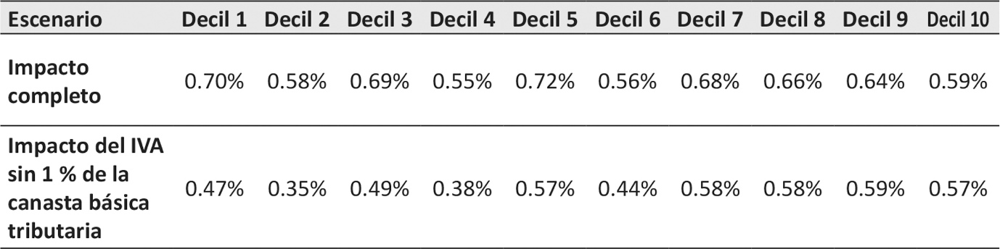 Escenario Decil 1 Decil 2 Decil 3 Decil 4 Decil 5 Decil 6 Decil 7 Decil 8 Decil 9 Decil 10
Impacto
completo
0.70% 0.58% 0.69% 0.55% 0.72% 0.56% 0.68% 0.66% 0.64% 0.59%
Impacto del IVA
sin 1 % de la
canasta básica
tributaria
0.47% 0.35% 0.49% 0.38% 0.57% 0.44% 0.58% 0.58% 0.59% 0.57%